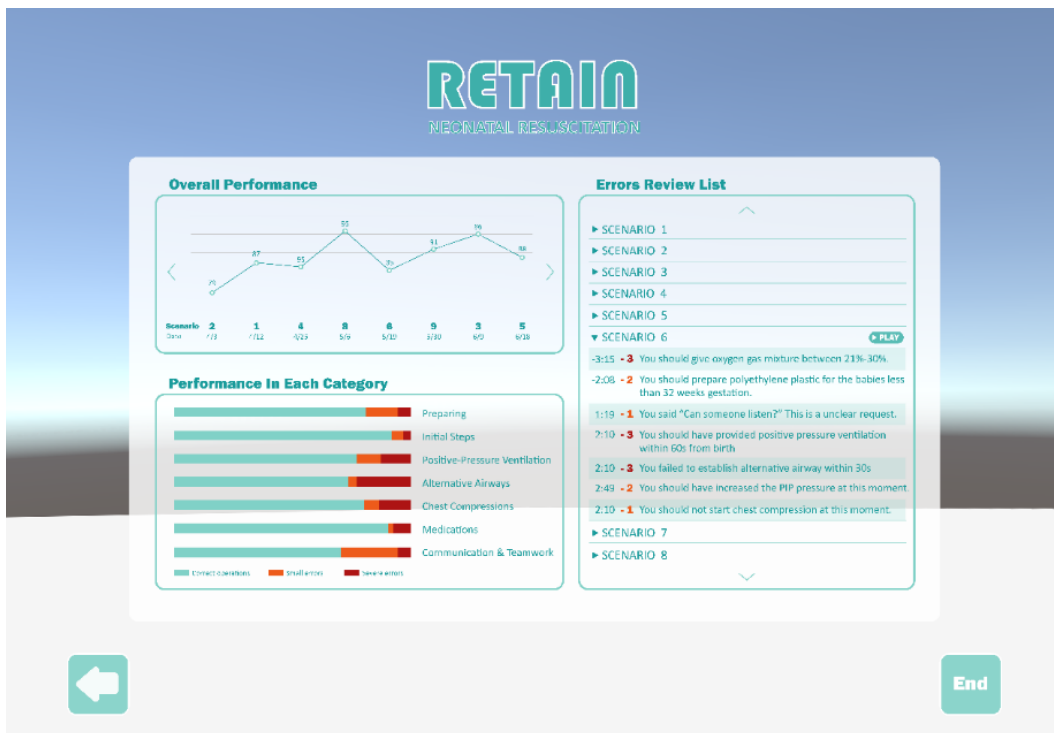 RETAIN
NEONATAL RESUSCITATION
Overall Performance
87
91
Scenario 2 1 4 8 6 9 3 5
Date 4/12 5/19 5/30 6/9 6/18
Performance In Each Category
Preparing
Initial Steps
Positive-Pressure Ventilation
Alternative Airways
Chest Compressions
Medications
Communication & Teamwork
Correct operations Small errors Severe errors
Errors Review List
SCENARIO 1
SCENARIO 2
SCENARIO 3
SCENARIO 4
SCENARIO 5
SCENARIO 6 PLAY
-3:15 - 3 You should give oxygen gas mixture between 21%-30%.
-2:08 - 2 You should prepare polyethylene plastic for the babies less
than 32 weeks gestation.
1:19 - 1 You said "Can someone listen?" This is a unclear request.
2:10 - 3 You should have provided positive pressure ventilation
within 60s from birth
2:10 - 3 You failed to establish alternative airway within 30s
2:49 - 2 You should have increased the PIP pressure at this moment
2:10 - 1 You should not start chest compression at this moment.
SCENARIO 7
SCENARIO 8
End